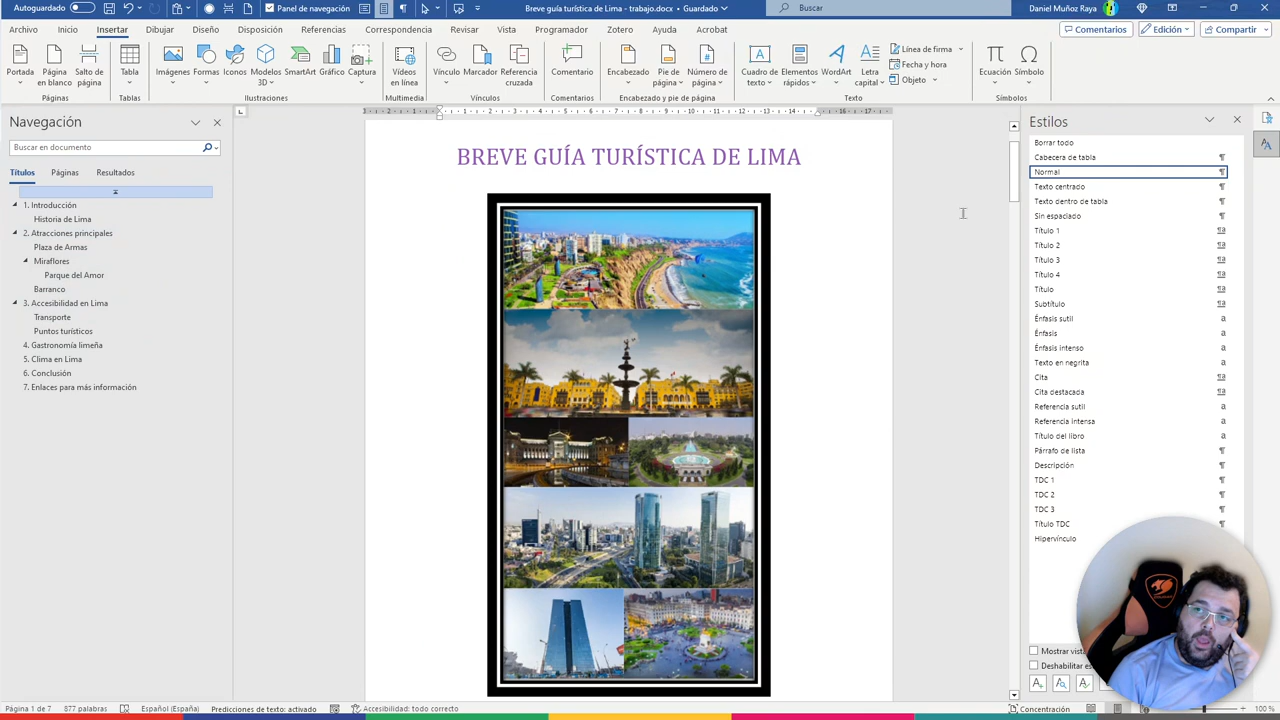 Autoguardado
Panel de navegación
Breve guía turística de Lima - trabajo.docx • Guardado
Buscar
Daniel Muñoz Raya
Archivo Inicio Insertar Dibujar Diseño Disposición Referencias Correspondencia Revisar Vista Programador Zotero Ayuda Acrobat
Comentarios Edición Compartir
Portada
Página en blanco
Salto de página
Tabla
Imágenes
Formas
Iconos
Modelos 3D
SmartArt
Gráfico
Captura
Vídeos en línea
Vínculo
Marcador
Referencia cruzada
Comentario
Encabezado
Pie de página
Número de página
Cuadro de texto
Elementos rápidos
WordArt
Letra capital
Línea de firma
Fecha y hora
Objeto
Ecuación
Símbolo
Páginas Tablas Ilustraciones Multimedia Vínculos Comentarios Encabezado y pie de página Texto Símbolos
Navegación
Buscar en documento
Títulos Páginas Resultados
1. Introducción
Historia de Lima
2. Atracciones principales
Plaza de Armas
Miraflores
Parque del Amor
Barranco
3. Accesibilidad en Lima
Transporte
Puntos turísticos
4. Gastronomía limeña
5. Clima en Lima
6. Conclusión
7. Enlaces para más información
BREVE GUÍA TURÍSTICA DE LIMA
Estilos
Borrar todo
Cabecera de tabla
Normal
Texto centrado
Texto dentro de tabla
Sin espaciado
Título 1
Título 2
Título 3
Título 4
Título
Subtítulo
Énfasis sutil
Énfasis
Énfasis intenso
Texto en negrita
Cita
Cita destacada
Referencia sutil
Referencia intensa
Título del libro
Párrafo de lista
Descripción
TDC 1
TDC 2
TDC 3
Título TDC
Hipervínculo
Mostrar vist
Deshabilitar es
Página 1 de 7 877 palabras Español (España) Predicciones de texto: activado Accesibilidad: todo correcto
Concentración
100 %